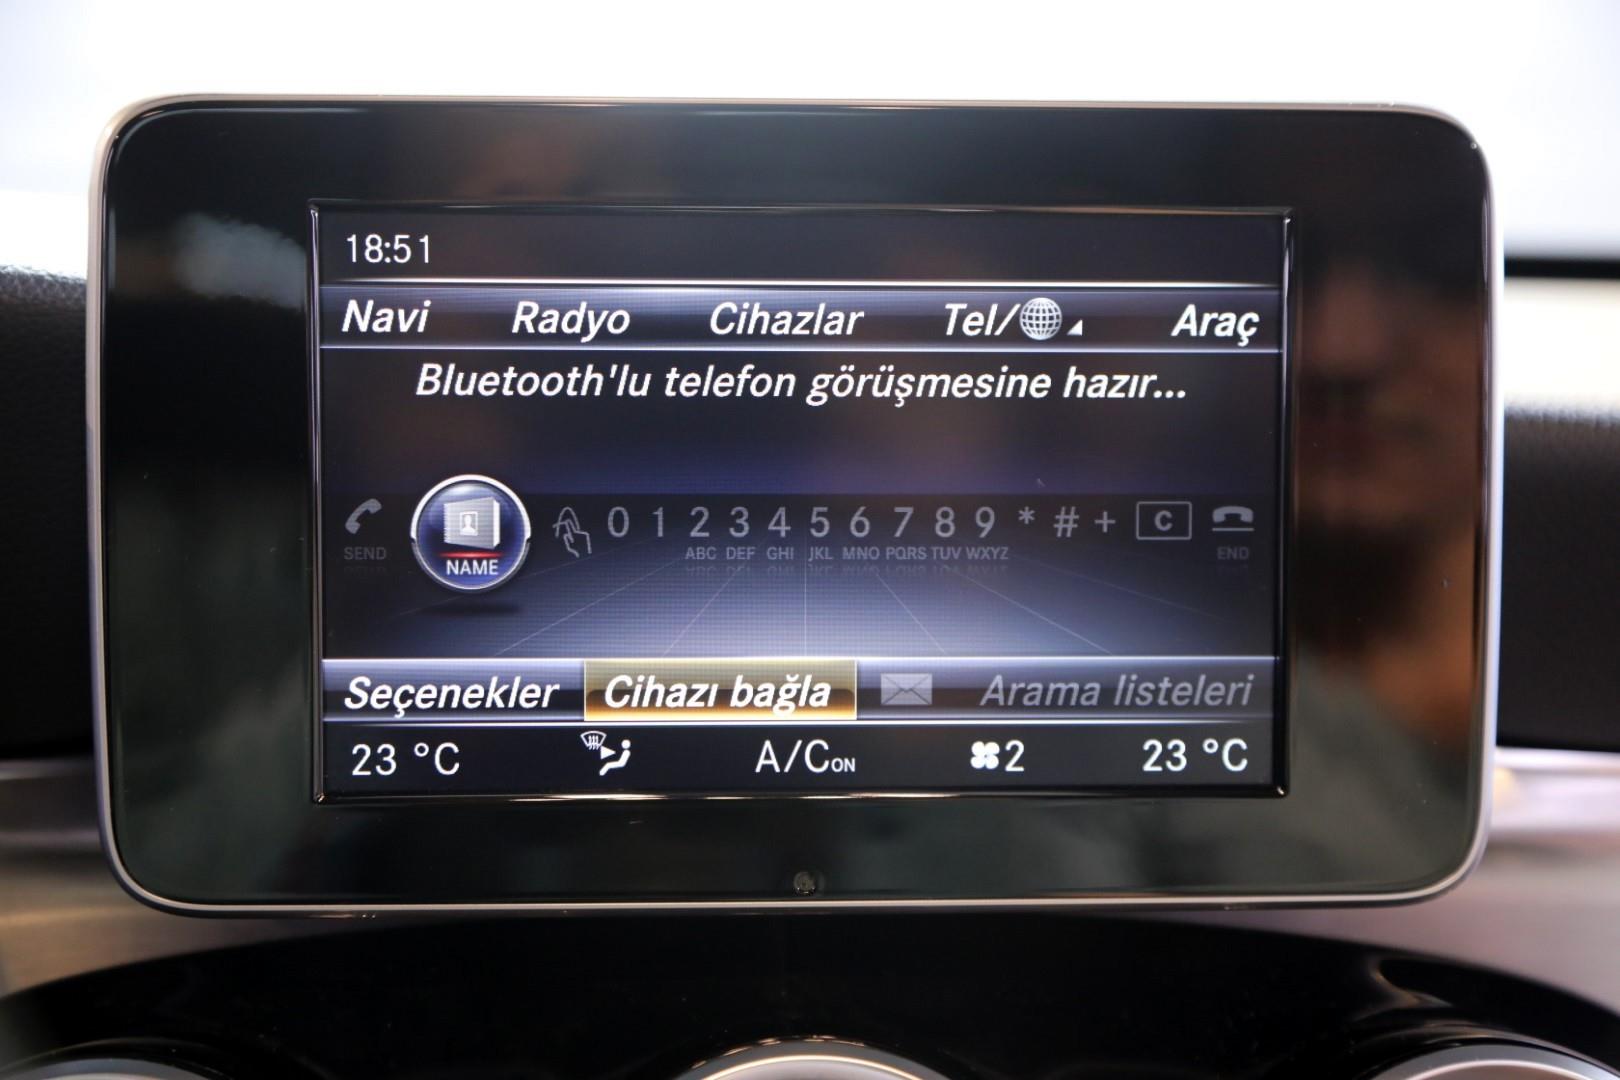 18:51
Navi Radyo Cihazlar Tel/ Araç
Bluetooth'lu telefon görüşmesine hazır...
0 1 2 3 4 5 6 7 8 9 * # + C
SEND NAME ABC DEF GHI JKL MNO PQRS TUV WXYZ END
Seçenekler Cihazı bağla Arama listeleri
23 °C A/C ON 2 23 °C